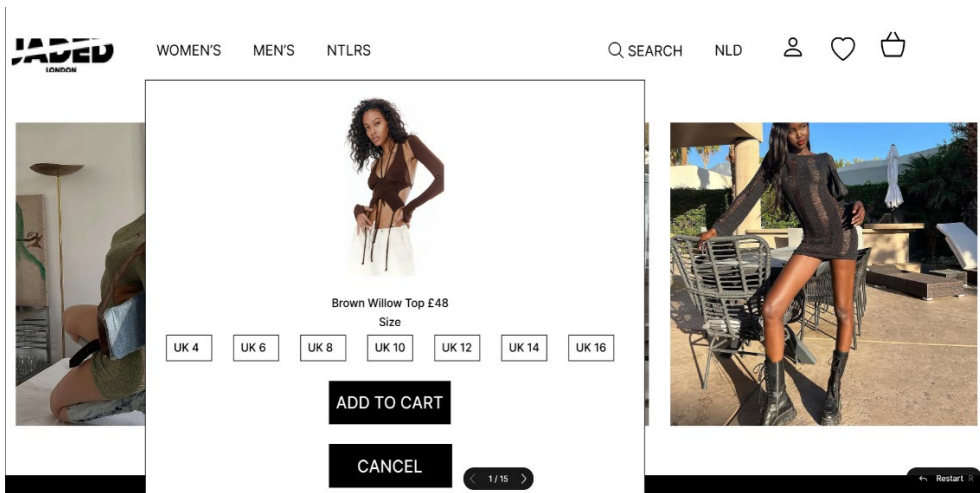 JADED
LONDON
WOMEN'S MEN'S NTLRS SEARCH NLD
Brown Willow Top £48
Size
UK 4 UK 6 UK 8 UK 10 UK 12 UK 14 UK 16
ADD TO CART
CANCEL
1 / 15
Restart R